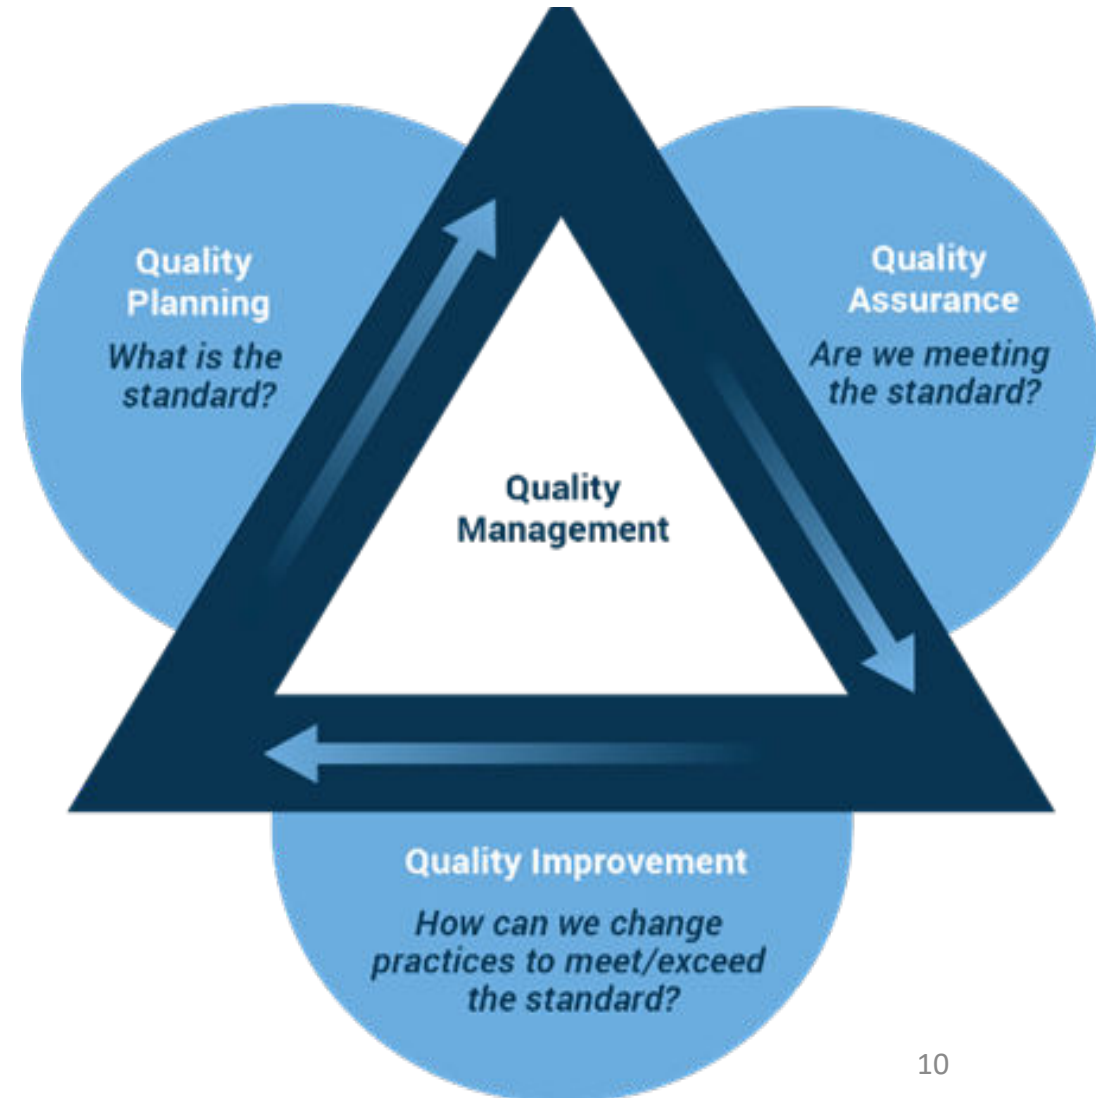 Quality
Planning
What is the
standard?
Quality
Assurance
Are we meeting
the standard?
Quality
Management
Quality Improvement
How can we change
practices to meet/exceed
the standard?
10